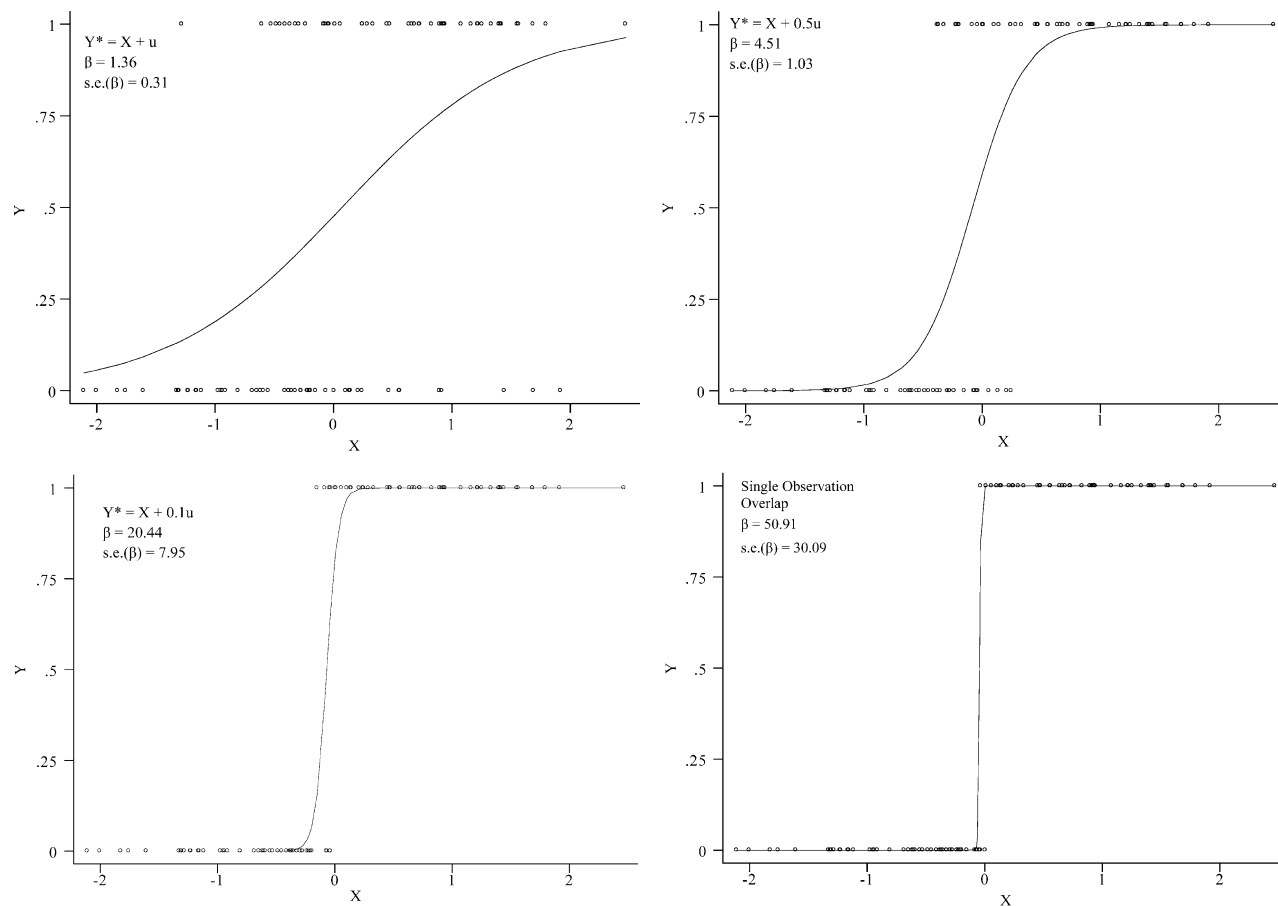 1
Y* = X + u
β = 1.36
s.e.(β) = 0.31
.75
Y
.5
.25
0
-2 -1 0 1 2
X
1
Y* = X + 0.5u
β = 4.51
s.e.(β) = 1.03
.75
Y
.5
.25
0
-2 -1 0 1 2
X
1
Y* = X + 0.1u
β = 20.44
s.e.(β) = 7.95
.75
Y
.5
.25
0
-2 -1 0 1 2
X
1
Single Observation
Overlap
β = 50.91
s.e.(β) = 30.09
.75
Y
.5
.25
0
-2 -1 0 1 2
X